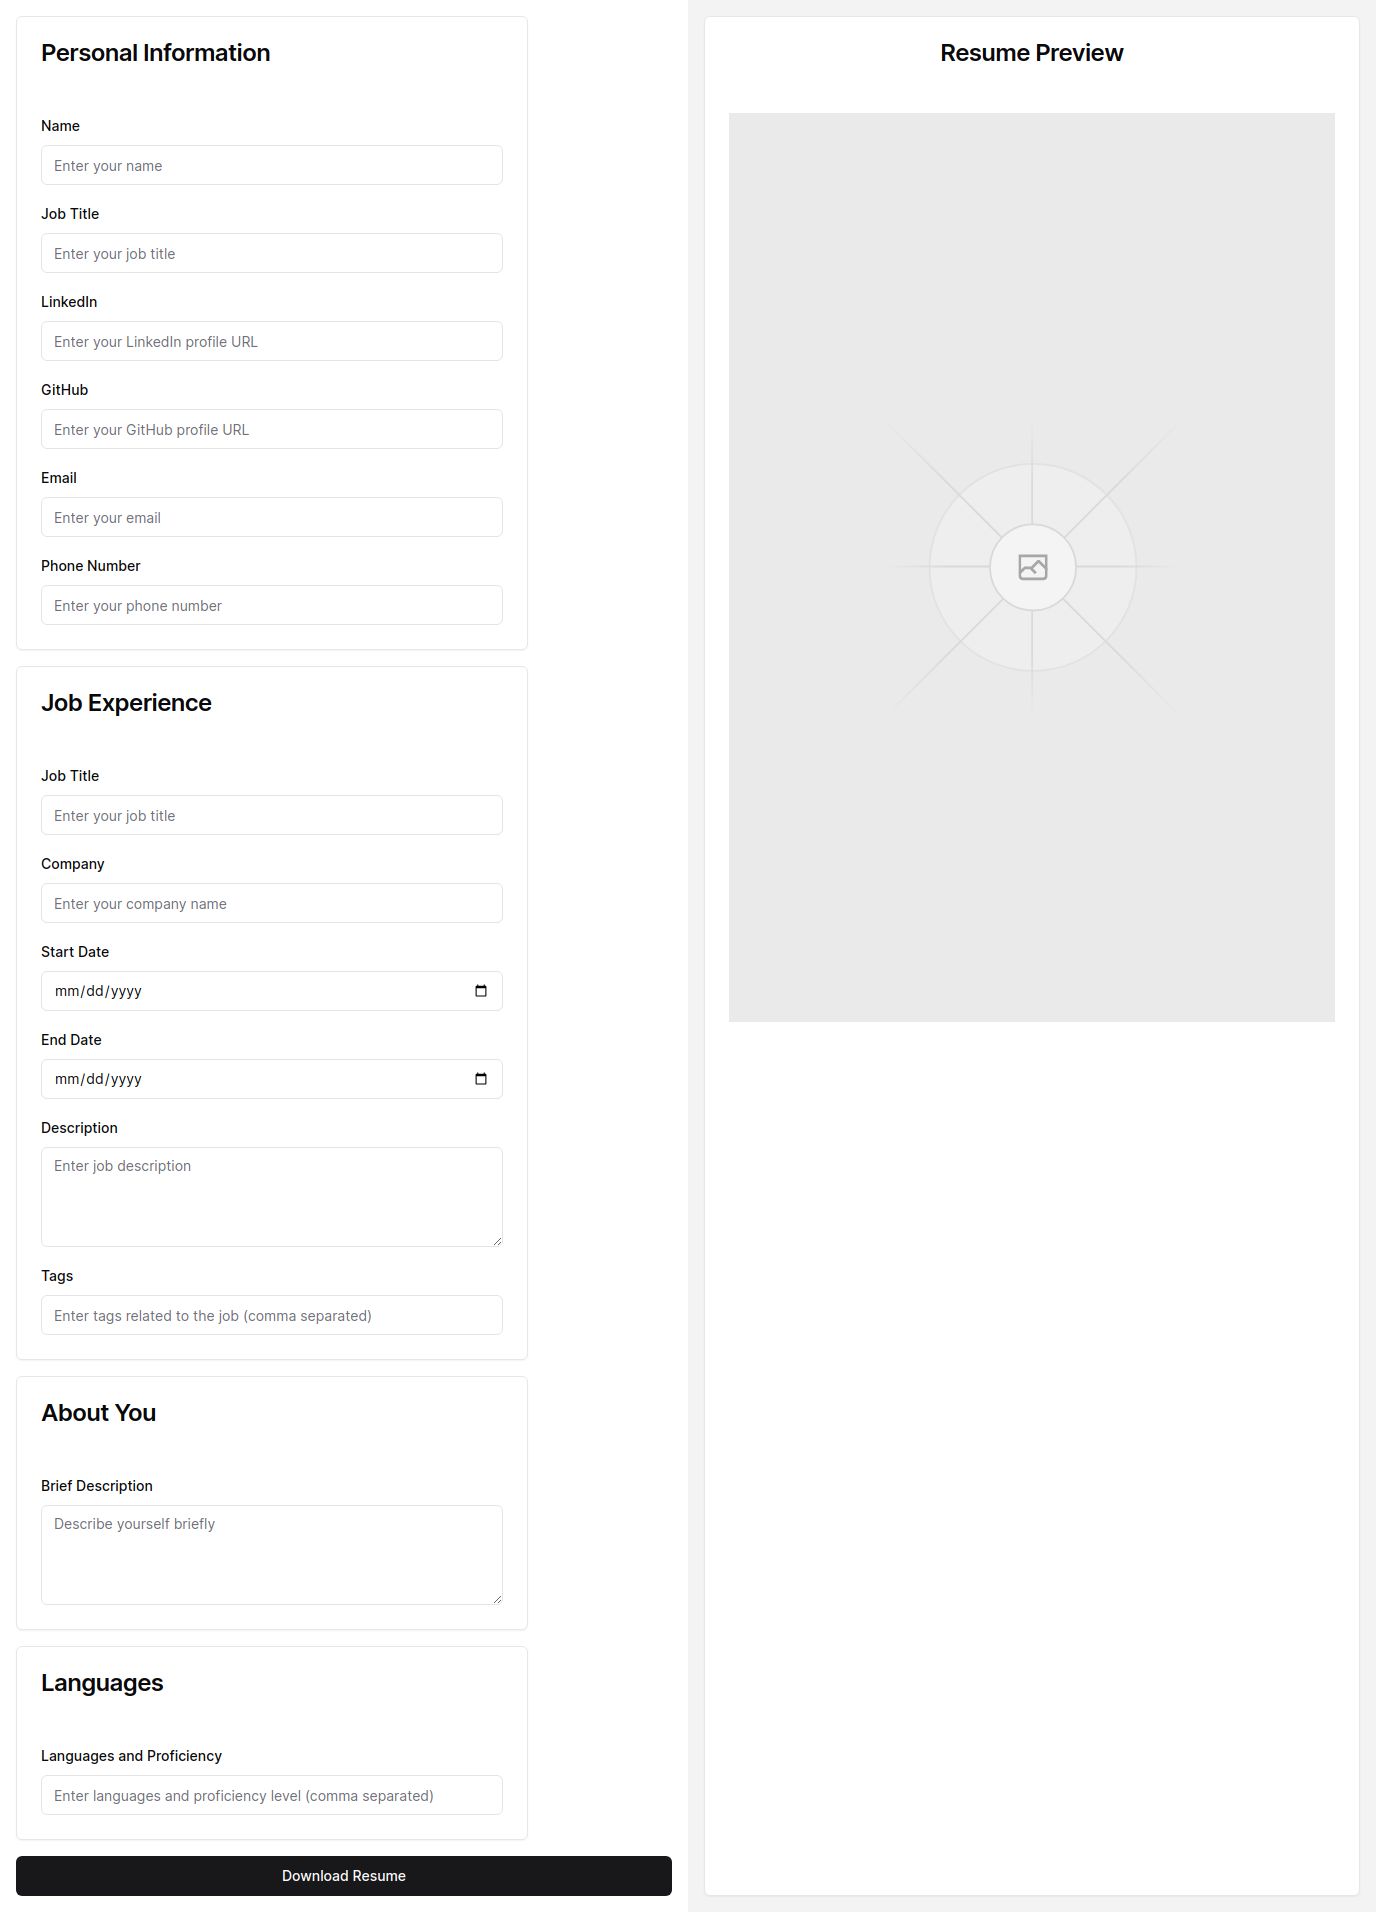 Personal Information
Name
Enter your name
Job Title
Enter your job title
LinkedIn
Enter your LinkedIn profile URL
GitHub
Enter your GitHub profile URL
Email
Enter your email
Phone Number
Enter your phone number
Job Experience
Job Title
Enter your job title
Company
Enter your company name
Start Date
mm/dd/yyyy
End Date
mm/dd/yyyy
Description
Enter job description
Tags
Enter tags related to the job (comma separated)
About You
Brief Description
Describe yourself briefly
Languages
Languages and Proficiency
Enter languages and proficiency level (comma separated)
Download Resume
Resume Preview